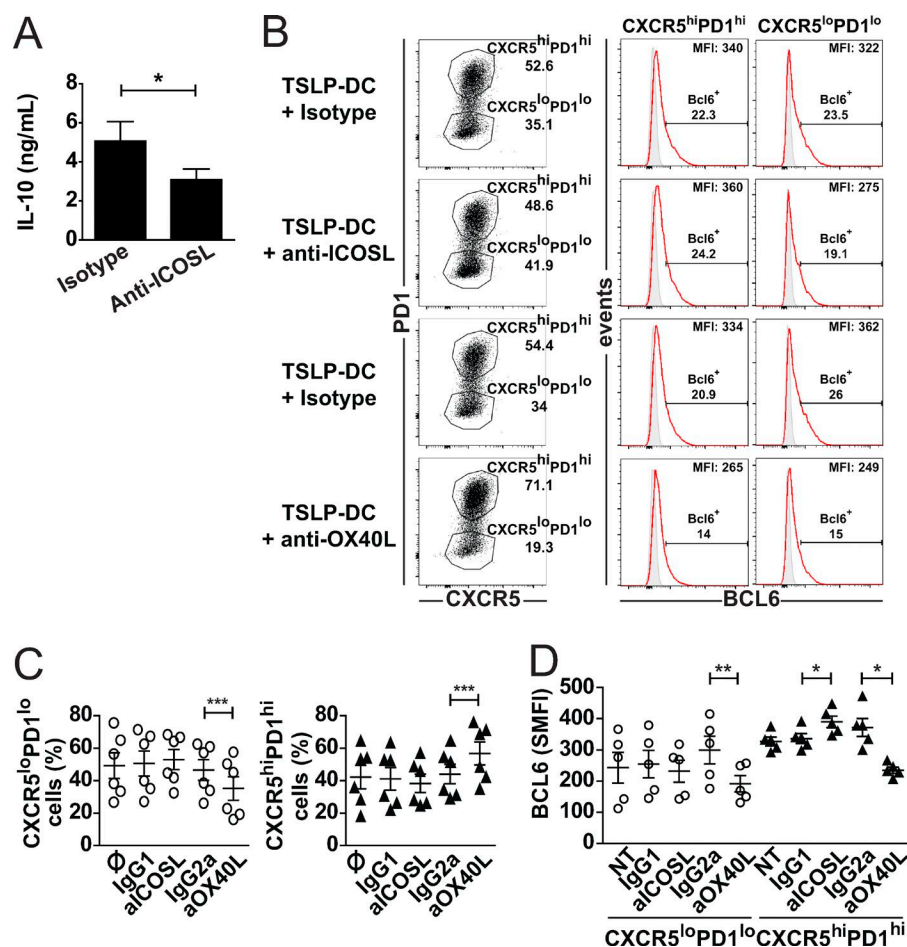 A
IL-10 (ng/mL)
8
6
4
2
0
*
Isotype
Anti-ICOSL
B
CXCR5hiPD1hi
CXCR5loPD1lo
TSLP-DC
+ Isotype
CXCR5hiPD1hi
52.6
CXCR5loPD1lo
35.1
MFI: 340
Bcl6+
22.3
MFI: 322
Bcl6+
23.5
TSLP-DC
+ anti-ICOSL
CXCR5hiPD1hi
48.6
CXCR5loPD1lo
41.9
MFI: 360
Bcl6+
24.2
MFI: 275
Bcl6+
19.1
PD1
events
TSLP-DC
+ Isotype
CXCR5hiPD1hi
54.4
CXCR5loPD1lo
34
MFI: 334
Bcl6+
20.9
MFI: 362
Bcl6+
26
TSLP-DC
+ anti-OX40L
CXCR5hiPD1hi
71.1
CXCR5loPD1lo
19.3
MFI: 265
Bcl6+
14
MFI: 249
Bcl6+
15
CXCR5
BCL6
C
CXCR5loPD1lo
cells (%)
80
60
40
20
0
***
Ø
IgG1
aICOSL
IgG2a
aOX40L
CXCR5hiPD1hi
cells (%)
80
60
40
20
0
***
Ø
IgG1
aICOSL
IgG2a
aOX40L
D
BCL6 (SMFI)
500
400
300
200
100
0
**
*
*
NT
IgG1
aICOSL
IgG2a
aOX40L
NT
IgG1
aICOSL
IgG2a
aOX40L
CXCR5loPD1lo
CXCR5hiPD1hi